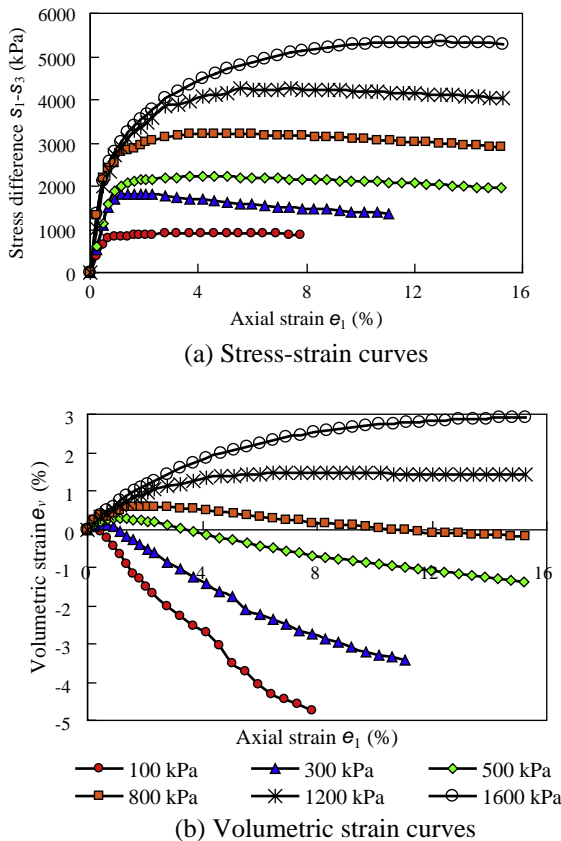 6000
5000
4000
3000
2000
1000
0
Stress difference s1-s3 (kPa)
0 4 8 12 16
Axial strain e1 (%)
(a) Stress-strain curves
3
2
1
0
-1
-2
-3
-4
-5
Volumetric strain ev (%)
0 4 8 12 16
Axial strain e1 (%)
100 kPa 300 kPa 500 kPa
800 kPa 1200 kPa 1600 kPa
(b) Volumetric strain curves